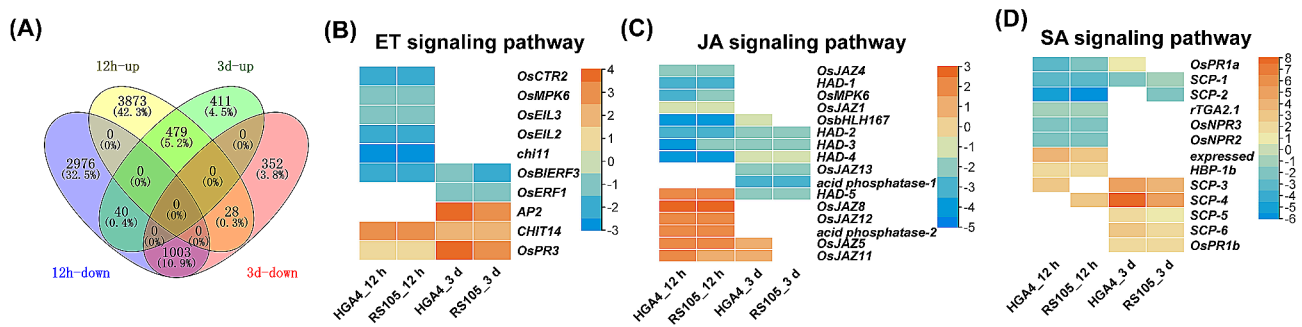 (A)
12h-up
3d-up
3873
(42.3%)
411
(4.5%)
479
(5.2%)
0
(0%)
0
(0%)
2976
(32.5%)
352
(3.8%)
0
(0%)
0
(0%)
0
(0%)
40
(0.4%)
28
(0.3%)
0
(0%)
0
(0%)
1003
(10.9%)
12h-down
3d-down
(B)
ET signaling pathway
OsCTR2
OsMPK6
OsEIL3
OsEIL2
chi11
OsBIERF3
OsERF1
AP2
CHIT14
OsPR3
4
3
2
1
0
-1
-2
-3
HGA4_12 h
RS105_12 h
HGA4_3 d
RS105_3 d
(C)
JA signaling pathway
OsJAZ4
HAD-1
OsMPK6
OsJAZ1
OsbHLH167
HAD-2
HAD-3
HAD-4
OsJAZ13
acid phosphatase-1
HAD-5
OsJAZ8
OsJAZ12
acid phosphatase-2
OsJAZ5
OsJAZ11
3
2
1
0
-1
-2
-3
-4
-5
HGA4_12 h
RS105_12 h
HGA4_3 d
RS105_3 d
(D)
SA signaling pathway
OsPR1a
SCP-1
SCP-2
rTGA2.1
OsNPR3
OsNPR2
expressed
HBP-1b
SCP-3
SCP-4
SCP-5
SCP-6
OsPR1b
8
7
6
5
4
3
2
1
0
-1
-2
-3
-4
-5
-6
HGA4_12 h
RS105_12 h
HGA4_3 d
RS105_3 d